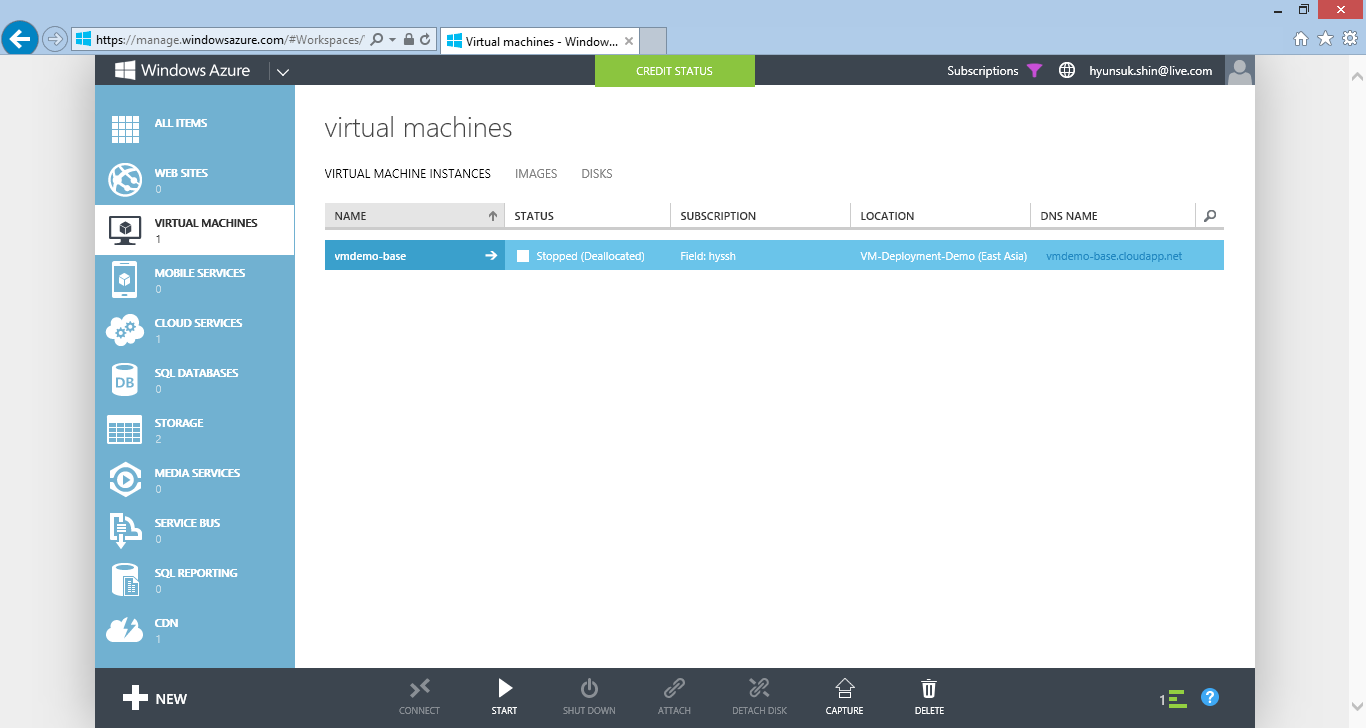 https://manage.windowsazure.com/#Workspaces/
Virtual machines - Window...
Windows Azure
CREDIT STATUS
Subscriptions
hyunsuk.shin@live.com
ALL ITEMS
WEB SITES
0
VIRTUAL MACHINES
1
MOBILE SERVICES
0
CLOUD SERVICES
1
SQL DATABASES
0
DB
STORAGE
2
MEDIA SERVICES
0
SERVICE BUS
0
SQL REPORTING
0
CDN
1
virtual machines
VIRTUAL MACHINE INSTANCES IMAGES DISKS
NAME STATUS SUBSCRIPTION LOCATION DNS NAME
vmdemo-base Stopped (Deallocated) Field: hyssh VM-Deployment-Demo (East Asia) vmdemo-base.cloudapp.net
NEW
CONNECT START SHUT DOWN ATTACH DETACH DISK CAPTURE DELETE
1 ?